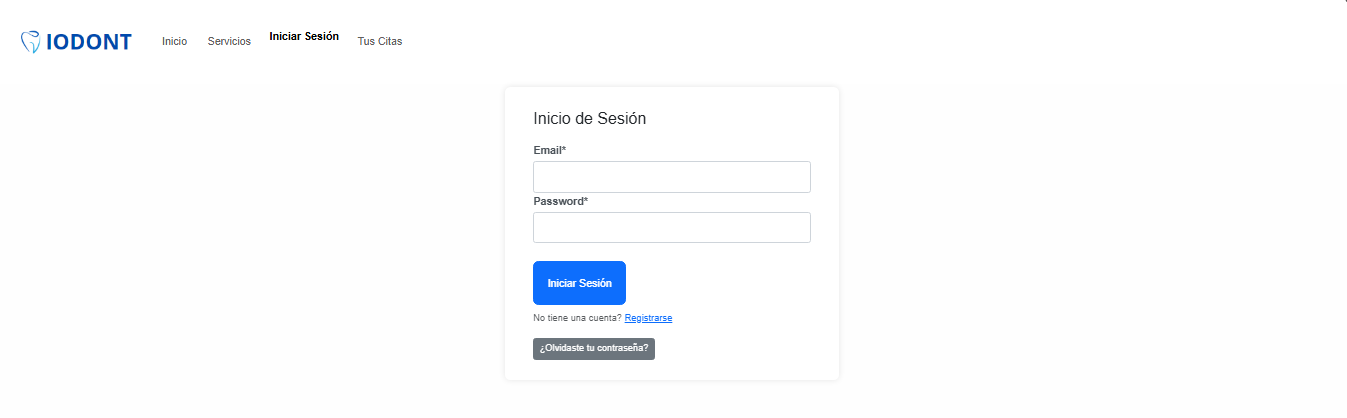 IODONT Inicio Servicios Iniciar Sesión Tus Citas
Inicio de Sesión
Email*
Password*
Iniciar Sesión
No tiene una cuenta? Registrarse
¿Olvidaste tu contraseña?